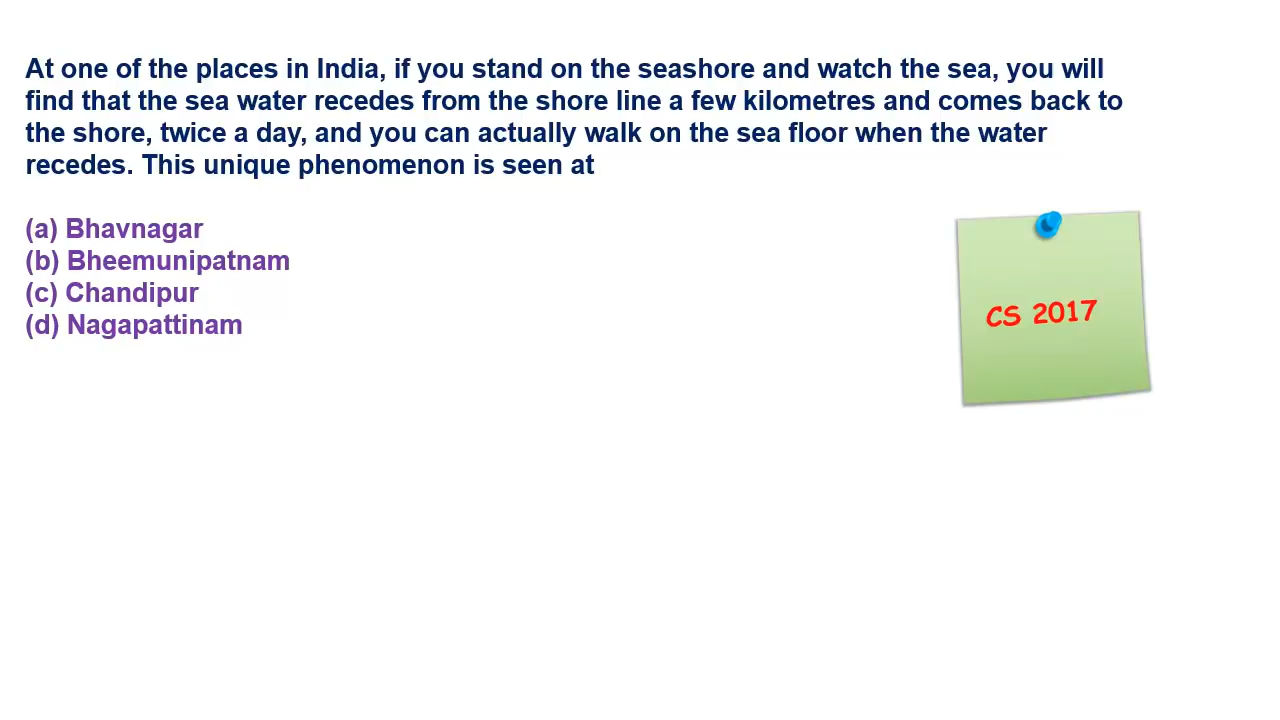 At one of the places in India, if you stand on the seashore and watch the sea, you will
find that the sea water recedes from the shore line a few kilometres and comes back to
the shore, twice a day, and you can actually walk on the sea floor when the water
recedes. This unique phenomenon is seen at
(a) Bhavnagar
(b) Bheemunipatnam
(c) Chandipur
(d) Nagapattinam
CS 2017